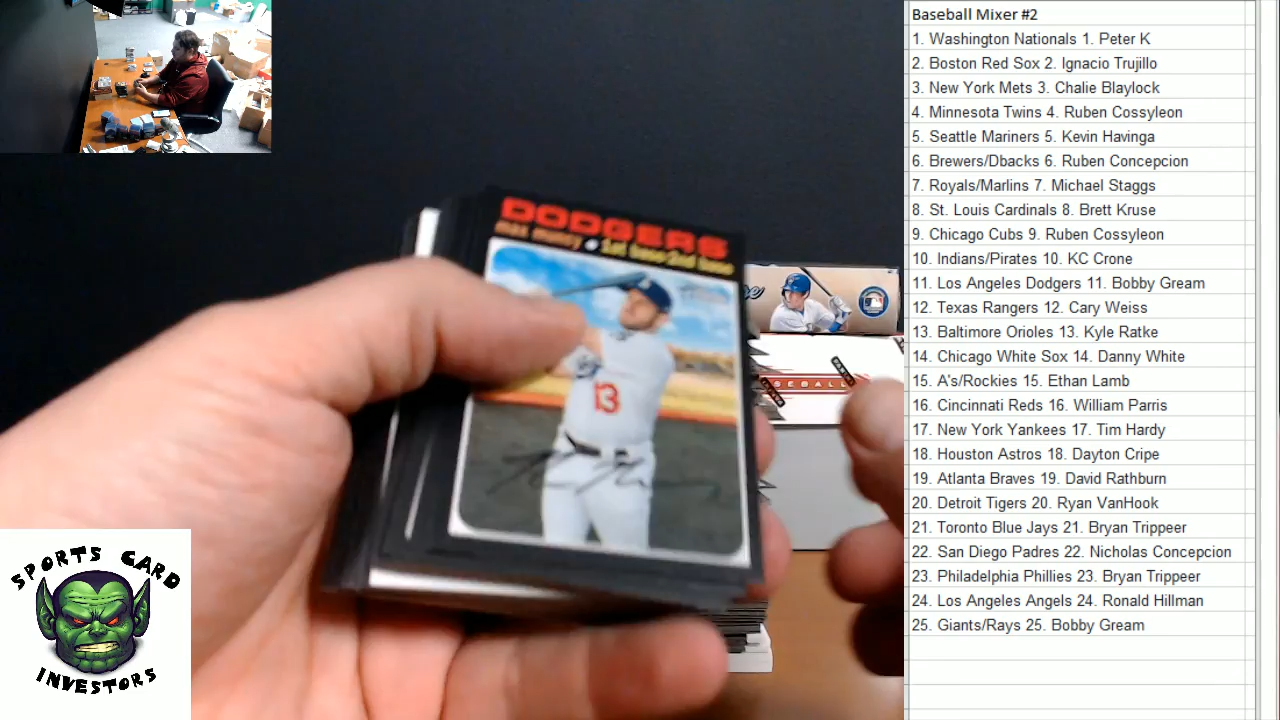 Baseball Mixer #2
1. Washington Nationals 1. Peter K
2. Boston Red Sox 2. Ignacio Trujillo
3. New York Mets 3. Chalie Blaylock
4. Minnesota Twins 4. Ruben Cossyleon
5. Seattle Mariners 5. Kevin Havinga
6. Brewers/Dbacks 6. Ruben Concepcion
7. Royals/Marlins 7. Michael Staggs
8. St. Louis Cardinals 8. Brett Kruse
9. Chicago Cubs 9. Ruben Cossyleon
10. Indians/Pirates 10. KC Crone
11. Los Angeles Dodgers 11. Bobby Gream
12. Texas Rangers 12. Cary Weiss
13. Baltimore Orioles 13. Kyle Ratke
14. Chicago White Sox 14. Danny White
15. A's/Rockies 15. Ethan Lamb
16. Cincinnati Reds 16. William Parris
17. New York Yankees 17. Tim Hardy
18. Houston Astros 18. Dayton Cripe
19. Atlanta Braves 19. David Rathburn
20. Detroit Tigers 20. Ryan VanHook
21. Toronto Blue Jays 21. Bryan Trippeer
22. San Diego Padres 22. Nicholas Concepcion
23. Philadelphia Phillies 23. Bryan Trippeer
24. Los Angeles Angels 24. Ronald Hillman
25. Giants/Rays 25. Bobby Gream
DODGERS
max muncy • 1st base-2nd base
13
SPORTS CARD
INVESTORS